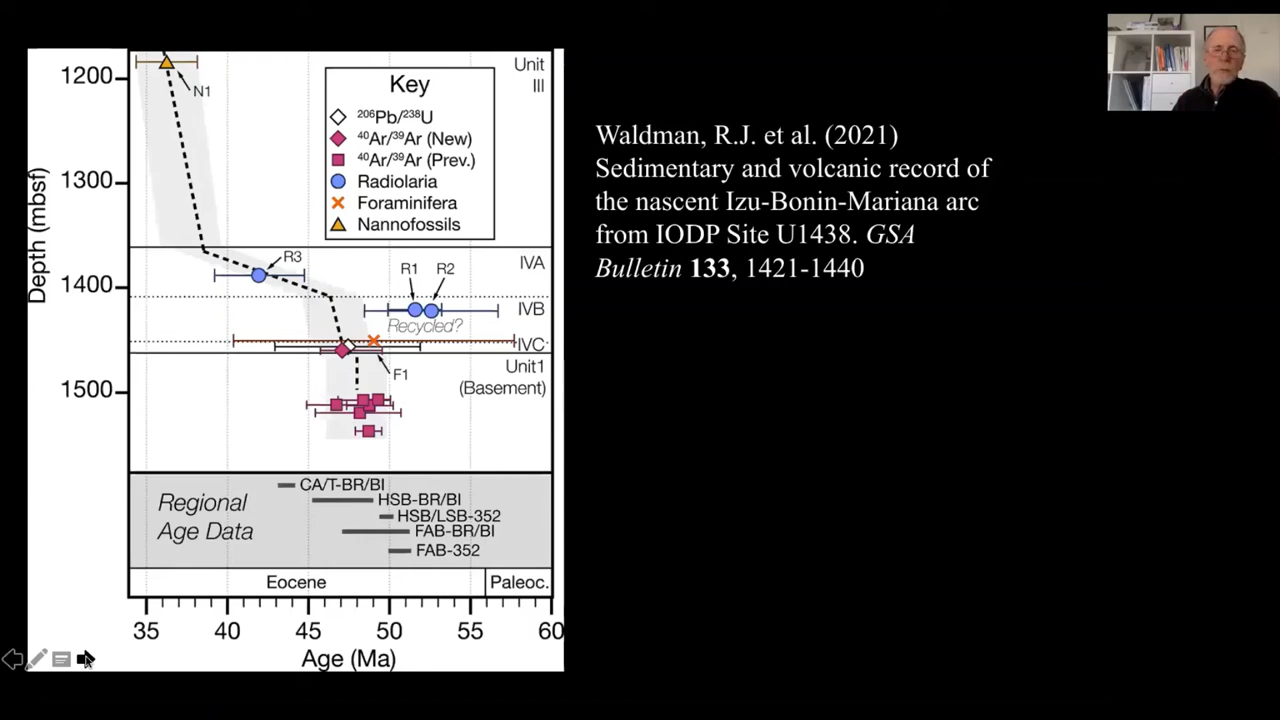 Unit
III
1200
N1
Key
206Pb/238U
40Ar/39Ar (New)
40Ar/39Ar (Prev.)
Radiolaria
Foraminifera
Nannofossils
1300
Depth (mbsf)
R3
IVA
R1 R2
1400
IVB
Recycled?
IVC
F1
Unit1
(Basement)
1500
Regional
Age Data
CA/T-BR/BI
HSB-BR/BI
HSB/LSB-352
FAB-BR/BI
FAB-352
Eocene Paleoc.
35 40 45 50 55 60
Age (Ma)
Waldman, R.J. et al. (2021)
Sedimentary and volcanic record of
the nascent Izu-Bonin-Mariana arc
from IODP Site U1438. GSA
Bulletin 133, 1421-1440